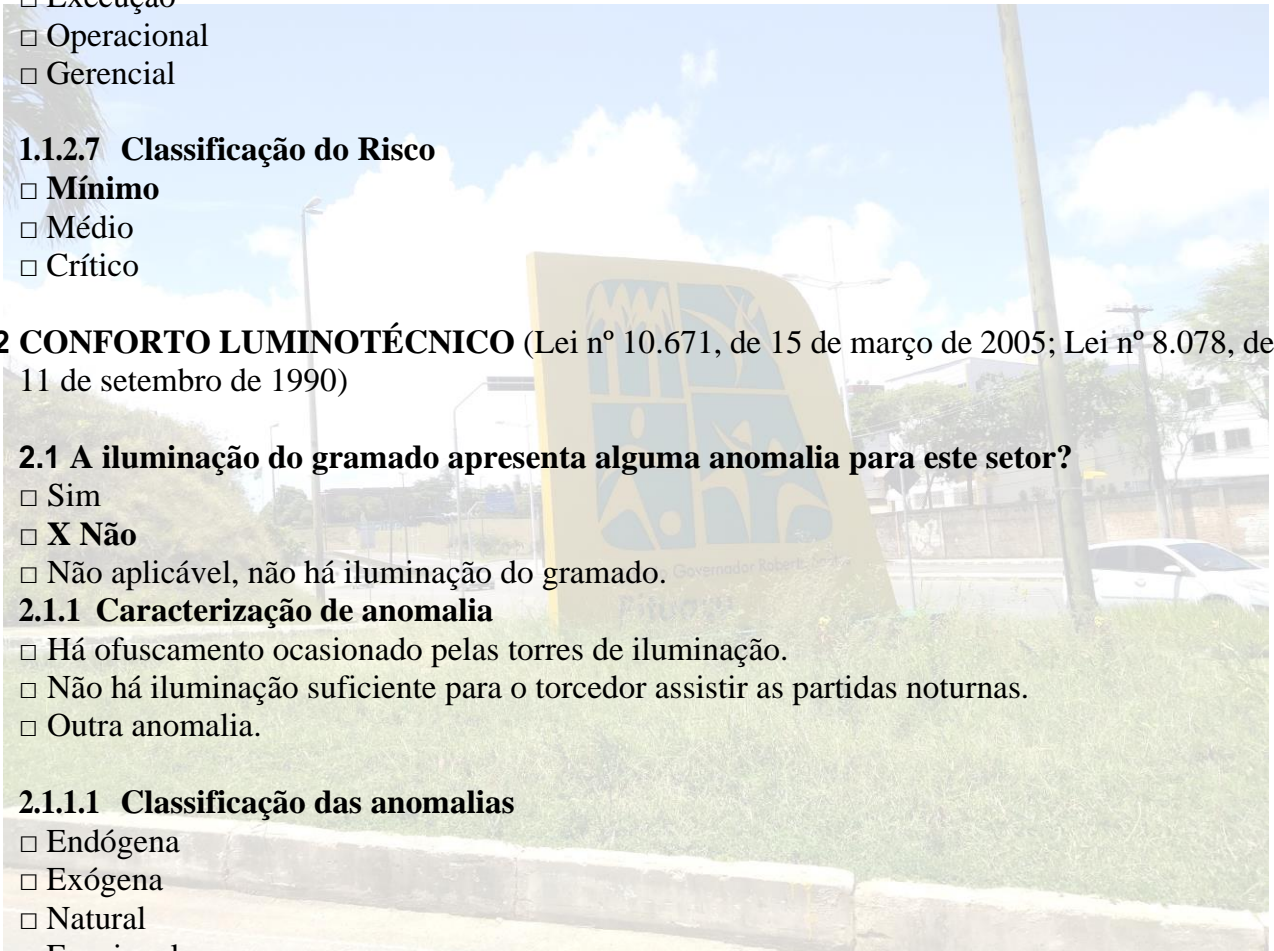 □ Execução
□ Operacional
□ Gerencial
1.1.2.7 Classificação do Risco
□ Mínimo
□ Médio
□ Crítico
2 CONFORTO LUMINOTÉCNICO (Lei nº 10.671, de 15 de março de 2005; Lei nº 8.078, de
11 de setembro de 1990)
2.1 A iluminação do gramado apresenta alguma anomalia para este setor?
□ Sim
□ X Não
□ Não aplicável, não há iluminação do gramado.
Governador Roberto
Pituaçu
2.1.1 Caracterização de anomalia
□ Há ofuscamento ocasionado pelas torres de iluminação.
□ Não há iluminação suficiente para o torcedor assistir as partidas noturnas.
□ Outra anomalia.
2.1.1.1 Classificação das anomalias
□ Endógena
□ Exógena
□ Natural